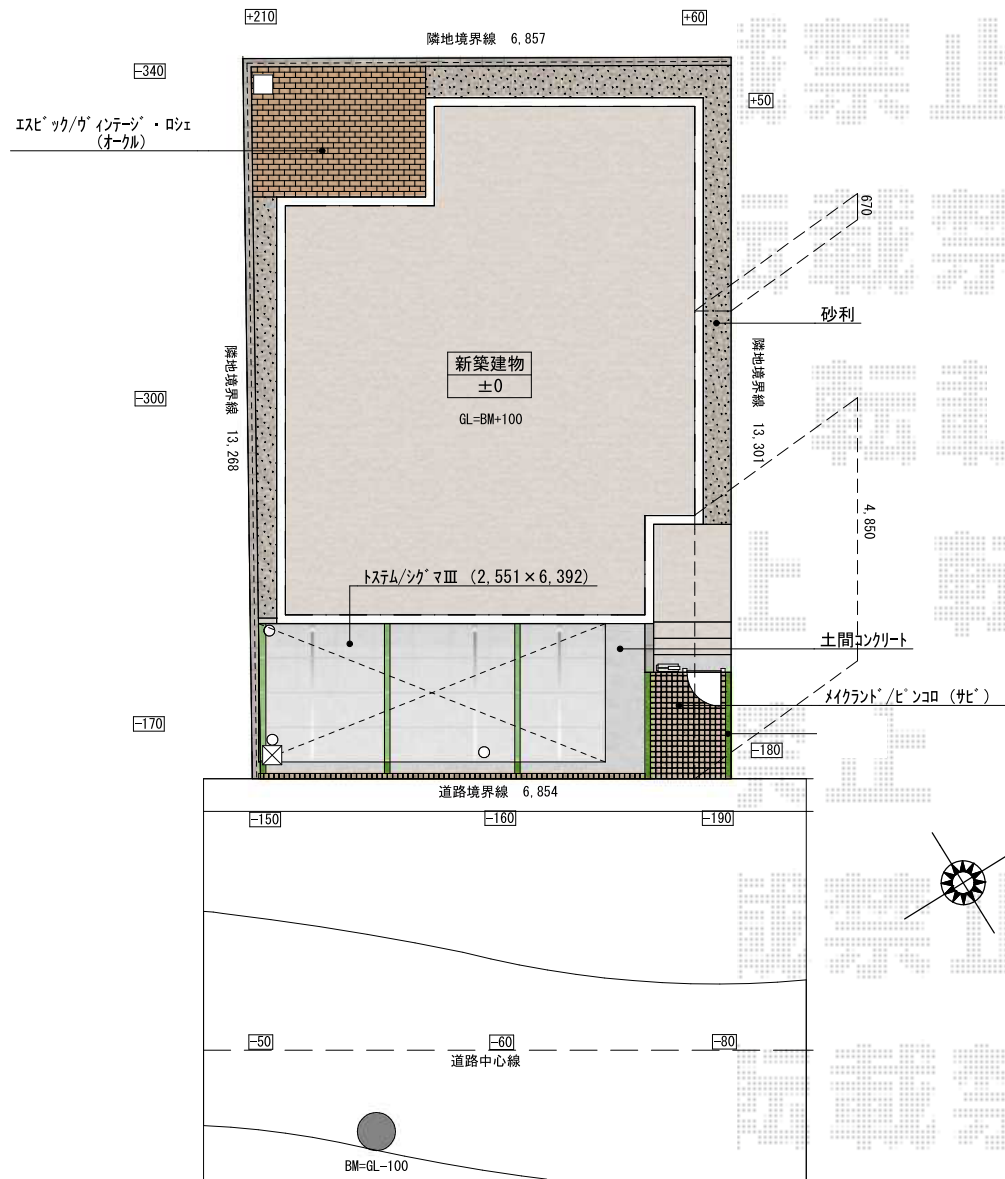 +210
+60
隣地境界線 6,857
-340
+50
エスビック/ヴィンテージ・ロシェ
(オークル)
670
砂利
新築建物
±0
GL=BM+100
隣地境界線 13,268
隣地境界線 13,301
-300
4,850
トステム/シグマⅢ (2,551×6,392)
土間コンクリート
メイクランド/ピンコロ (サビ)
-170
-180
道路境界線 6,854
-150
-160
-190
-50
-60
-80
道路中心線
BM=GL-100